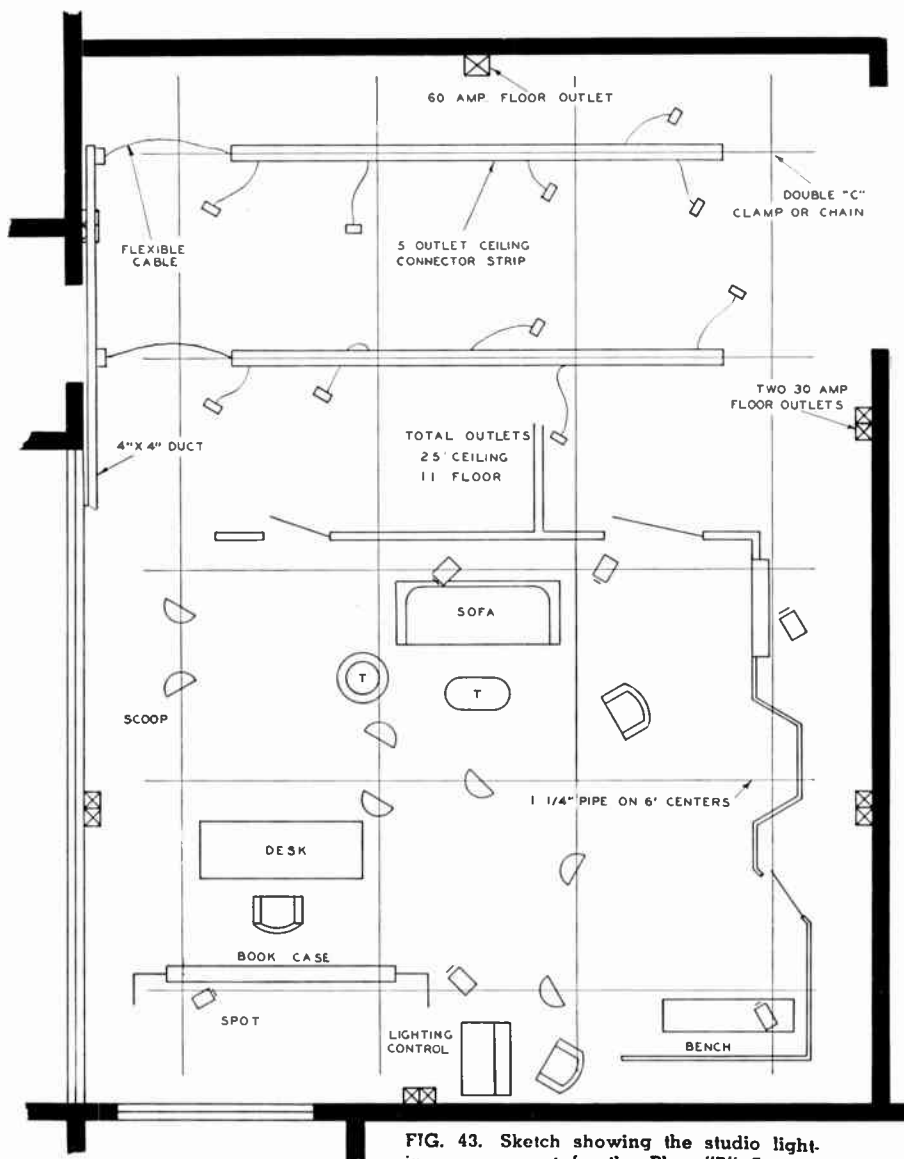 60 AMP. FLOOR OUTLET
DOUBLE "C"
CLAMP OR CHAIN
FLEXIBLE
CABLE
5 OUTLET CEILING
CONNECTOR STRIP
TWO 30 AMP
FLOOR OUTLETS
4"X 4" DUCT
TOTAL OUTLETS
25 CEILING
11 FLOOR
SOFA
T
T
SCOOP
1 1/4" PIPE ON 6' CENTERS
DESK
BOOK CASE
SPOT
LIGHTING
CONTROL
BENCH
FIG. 43. Sketch showing the studio light-